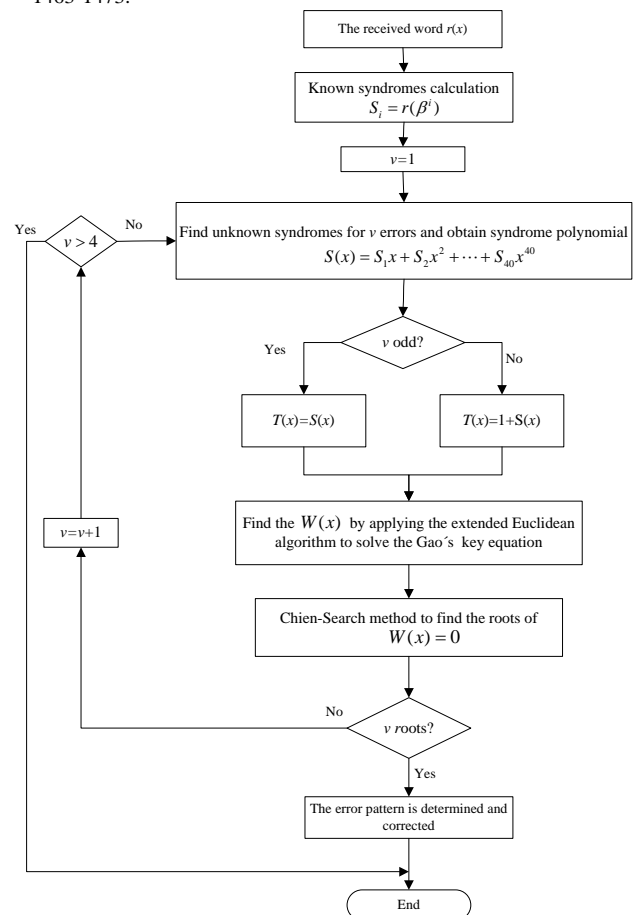 1463-1473.
The received word r(x)
Known syndromes calculation
S_i = r(β^i)
v=1
Yes
v > 4
No
Find unknown syndromes for v errors and obtain syndrome polynomial
S(x) = S_1x + S_2x^2 + ··· + S_40x^40
Yes
v odd?
No
T(x)=S(x)
T(x)=1+S(x)
v=v+1
Find the W(x) by applying the extended Euclidean
algorithm to solve the Gao´s key equation
Chien-Search method to find the roots of
W(x) = 0
No
v roots?
Yes
The error pattern is determined and
corrected
End